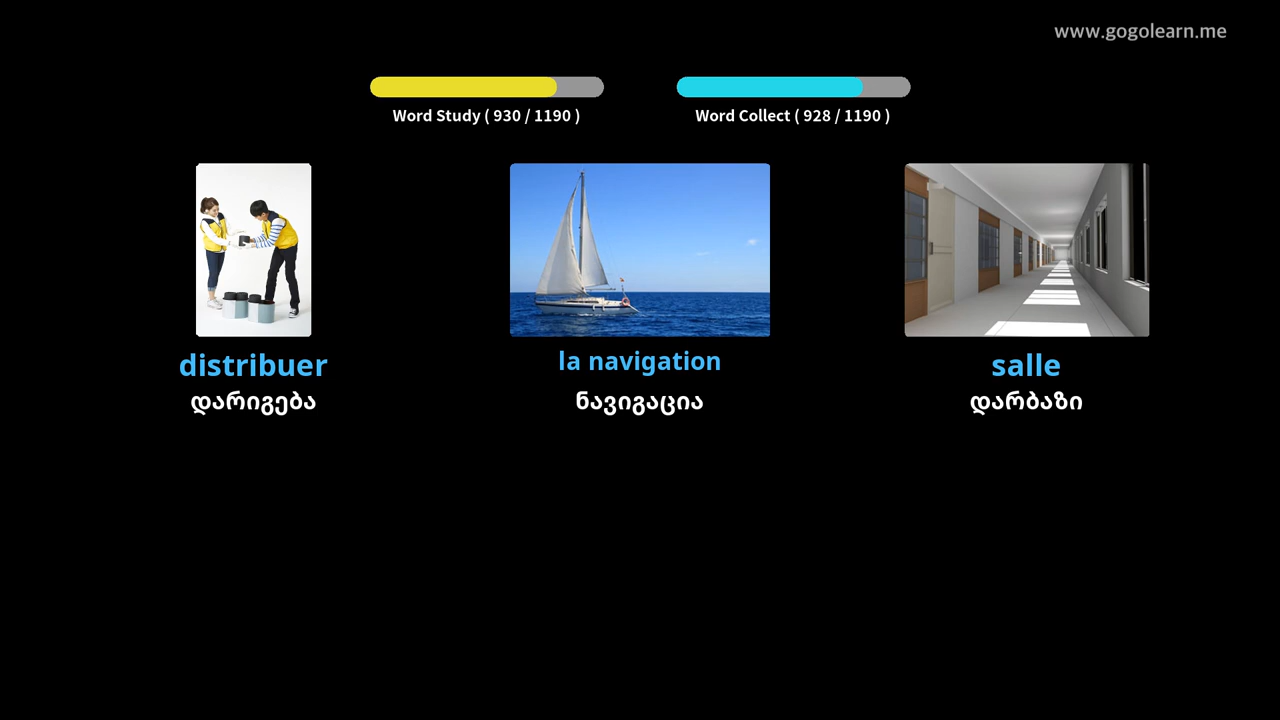 www.gogolearn.me
Word Study ( 930 / 1190 )
Word Collect ( 928 / 1190 )
distribuer
დარიგება
la navigation
ნავიგაცია
salle
დარბაზი